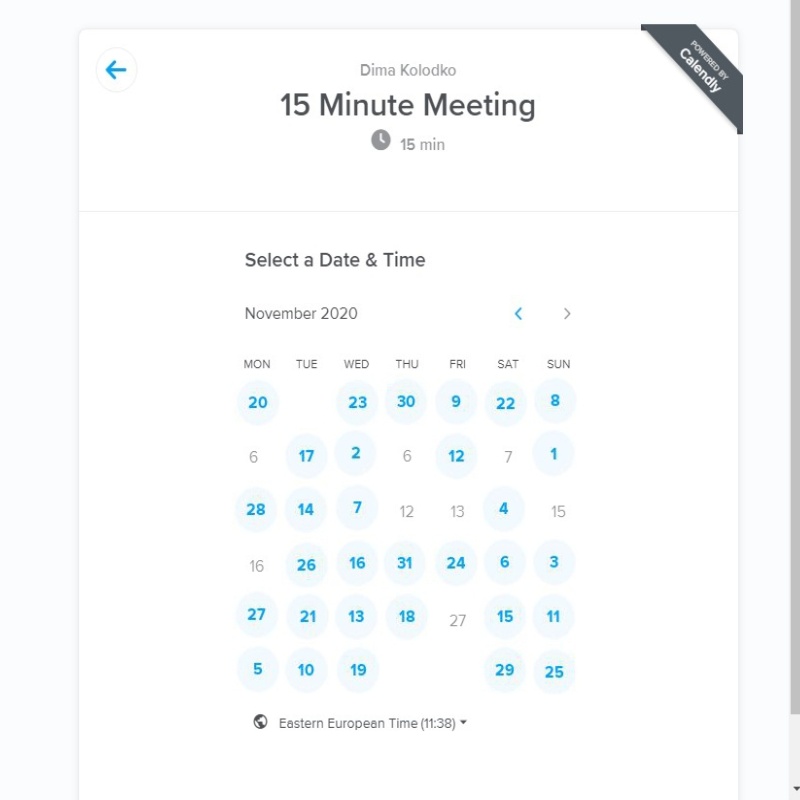 Dima Kolodko
POWERED BY
Calendly
15 Minute Meeting
15 min
Select a Date & Time
November 2020
MON TUE WED THU FRI SAT SUN
20 23 30 9 22 8
6 17 2 6 12 7 1
28 14 7 12 13 4 15
16 26 16 31 24 6 3
27 21 13 18 27 15 11
5 10 19 29 25
Eastern European Time (11:38)